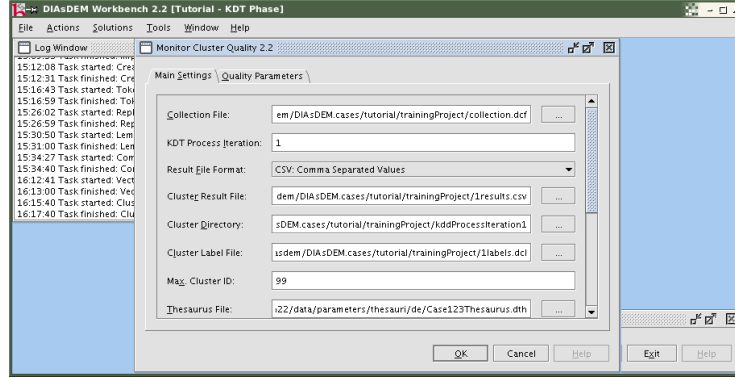 DIAsDEM Workbench 2.2 [Tutorial - KDT Phase]
File Actions Solutions Tools Window Help
Log Window
Monitor Cluster Quality 2.2
15:12:08 Task started: Crea
15:12:31 Task finished: Cre
15:16:43 Task started: Toke
15:16:59 Task finished: Tok
15:26:02 Task started: Repl
15:26:59 Task finished: Rep
15:30:50 Task started: Lem
15:31:00 Task finished: Len
15:34:27 Task started: Com
15:34:40 Task finished: Coi
16:12:41 Task started: Vect
16:13:00 Task finished: Vec
16:15:40 Task started: Clus
16:17:40 Task finished: Clu
Main Settings Quality Parameters
Collection File: em/DIAsDEM.cases/tutorial/trainingProject/collection.dcf ...
KDT Process Iteration: 1
Result File Format: CSV: Comma Separated Values
Cluster Result File: dem/DIAsDEM.cases/tutorial/trainingProject/1results.csv ...
Cluster Directory: sDEM.cases/tutorial/trainingProject/kddProcessIteration1 ...
Cluster Label File: asdem/DIAsDEM.cases/tutorial/trainingProject/1labels.dcl ...
Max. Cluster ID: 99
Thesaurus File: 22/data/parameters/thesauri/de/Case123Thesaurus.dth ...
OK Cancel Help
Exit Help